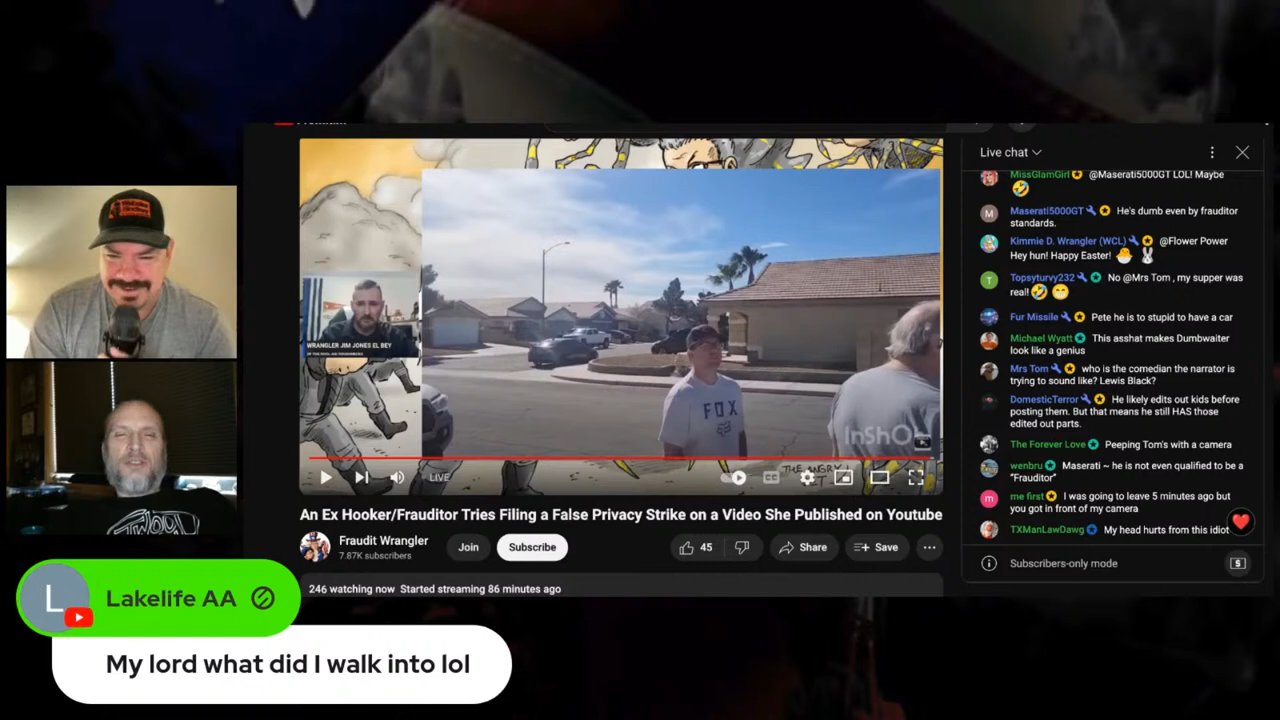 Live chat
MissGlamGirl @Maserati5000GT LOL! Maybe
Maserati5000GT He's dumb even by frauditor
standards.
Kimmie D. Wrangler (WCL) @Flower Power
Hey hun! Happy Easter!
Topsyturvy232 No @Mrs Tom , my supper was
real!
Fur Missile Pete he is to stupid to have a car
Michael Wyatt This asshat makes Dumbwaiter
look like a genius
Mrs Tom who is the comedian the narrator is
trying to sound like? Lewis Black?
DomesticTerror He likely edits out kids before
posting them. But that means he still HAS those
edited out parts.
The Forever Love Peeping Tom's with a camera
wenbru Maserati ~ he is not even qualified to be a
"Frauditor"
me first I was going to leave 5 minutes ago but
you got in front of my camera
TXManLawDawg My head hurts from this idiot
Subscribers-only mode
WRANGLER JIM JONES EL BEY
FOX
InSho
LIVE
THE ANGRY
An Ex Hooker/Frauditor Tries Filing a False Privacy Strike on a Video She Published on Youtube
Fraudit Wrangler
7.87K subscribers
Join
Subscribe
45
Share
Save
246 watching now Started streaming 86 minutes ago
L
Lakelife AA
My lord what did I walk into lol